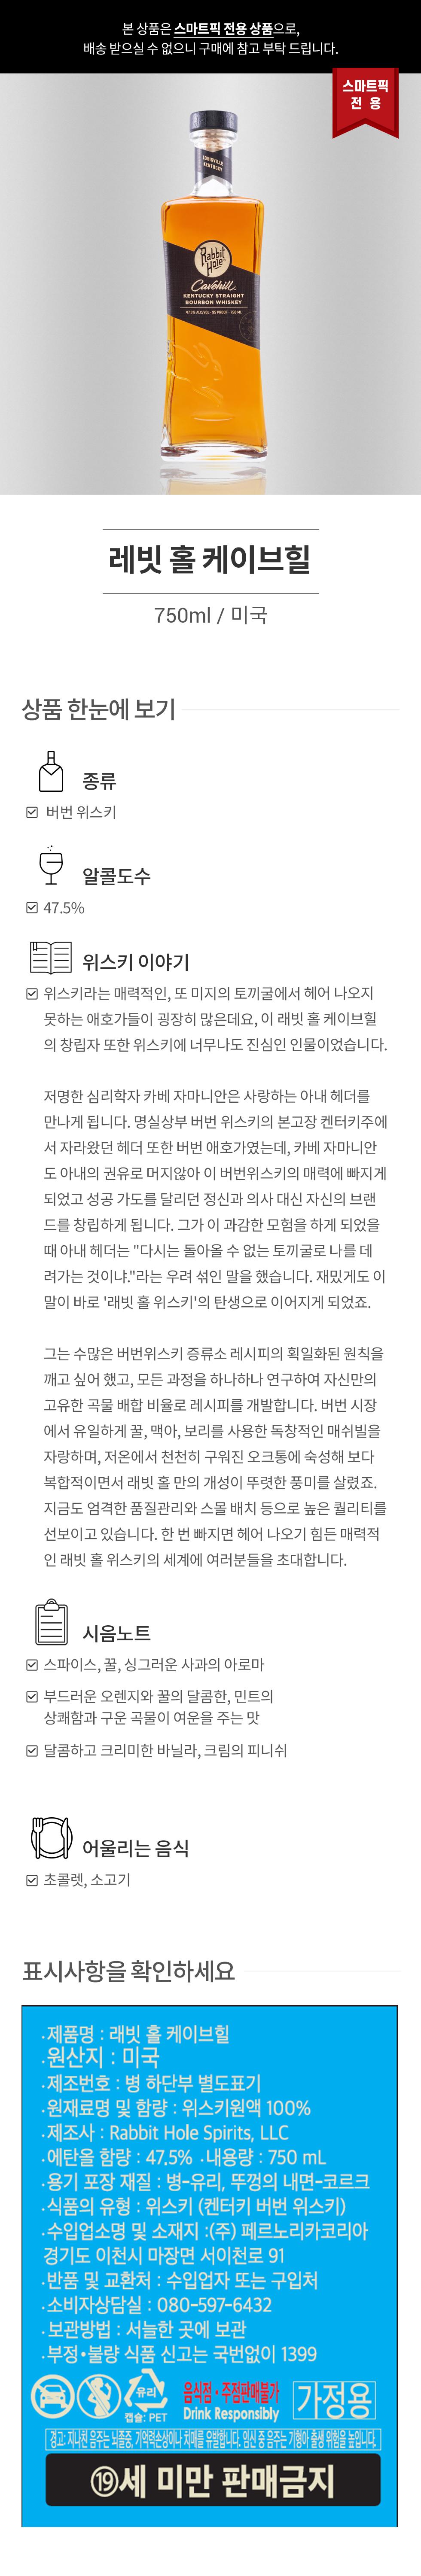 본 상품은 스마트픽 전용 상품으로,
배송 받으실 수 없으니 구매에 참고 부탁 드립니다.
스마트픽
전 용
LOUISVILLE
KENTUCKY
Rabbit
Hole
Cavehill
KENTUCKY STRAIGHT
BOURBON WHISKEY
47.5% ALC/VOL · 95 PROOF · 750 ML
레빗 홀 케이브힐
750ml / 미국
상품 한눈에 보기
종류
버번 위스키
알콜도수
47.5%
위스키 이야기
위스키라는 매력적인, 또 미지의 토끼굴에서 헤어 나오지
못하는 애호가들이 굉장히 많은데요, 이 래빗 홀 케이브힐
의 창립자 또한 위스키에 너무나도 진심인 인물이었습니다.
저명한 심리학자 카베 자마니안은 사랑하는 아내 헤더를
만나게 됩니다. 명실상부 버번 위스키의 본고장 켄터키주에
서 자라왔던 헤더 또한 버번 애호가였는데, 카베 자마니안
도 아내의 권유로 머지않아 이 버번위스키의 매력에 빠지게
되었고 성공 가도를 달리던 정신과 의사 대신 자신의 브랜
드를 창립하게 됩니다. 그가 이 과감한 모험을 하게 되었을
때 아내 헤더는 "다시는 돌아올 수 없는 토끼굴로 나를 데
려가는 것이냐."라는 우려 섞인 말을 했습니다. 재밌게도 이
말이 바로 '래빗 홀 위스키'의 탄생으로 이어지게 되었죠.
그는 수많은 버번위스키 증류소 레시피의 획일화된 원칙을
깨고 싶어 했고, 모든 과정을 하나하나 연구하여 자신만의
고유한 곡물 배합 비율로 레시피를 개발합니다. 버번 시장
에서 유일하게 꿀, 맥아, 보리를 사용한 독창적인 매쉬빌을
자랑하며, 저온에서 천천히 구워진 오크통에 숙성해 보다
복합적이면서 래빗 홀 만의 개성이 뚜렷한 풍미를 살렸죠.
지금도 엄격한 품질관리와 스몰 배치 등으로 높은 퀄리티를
선보이고 있습니다. 한 번 빠지면 헤어 나오기 힘든 매력적
인 래빗 홀 위스키의 세계에 여러분들을 초대합니다.
시음노트
스파이스, 꿀, 싱그러운 사과의 아로마
부드러운 오렌지와 꿀의 달콤한, 민트의
상쾌함과 구운 곡물이 여운을 주는 맛
달콤하고 크리미한 바닐라, 크림의 피니쉬
어울리는 음식
초콜렛, 소고기
표시사항을 확인하세요
·제품명 : 래빗 홀 케이브힐
·원산지 : 미국
·제조번호 : 병 하단부 별도표기
·원재료명 및 함량 : 위스키원액 100%
·제조사 : Rabbit Hole Spirits, LLC
·에탄올 함량 : 47.5% ·내용량 : 750 mL
·용기 포장 재질 : 병-유리, 뚜껑의 내면-코르크
·식품의 유형 : 위스키 (켄터키 버번 위스키)
·수입업소명 및 소재지 :(주) 페르노리카코리아
경기도 이천시 마장면 서이천로 91
·반품 및 교환처 : 수입업자 또는 구입처
·소비자상담실 : 080-597-6432
·보관방법 : 서늘한 곳에 보관
·부정•불량 식품 신고는 국번없이 1399
유리
캡슐: PET
음식점 · 주점판매불가
Drink Responsibly
가정용
경고: 지나친 음주는 뇌졸중, 기억력손상이나 치매를 유발합니다. 임신 중 음주는 기형아 출생 위험을 높입니다.
⑲세 미만 판매금지